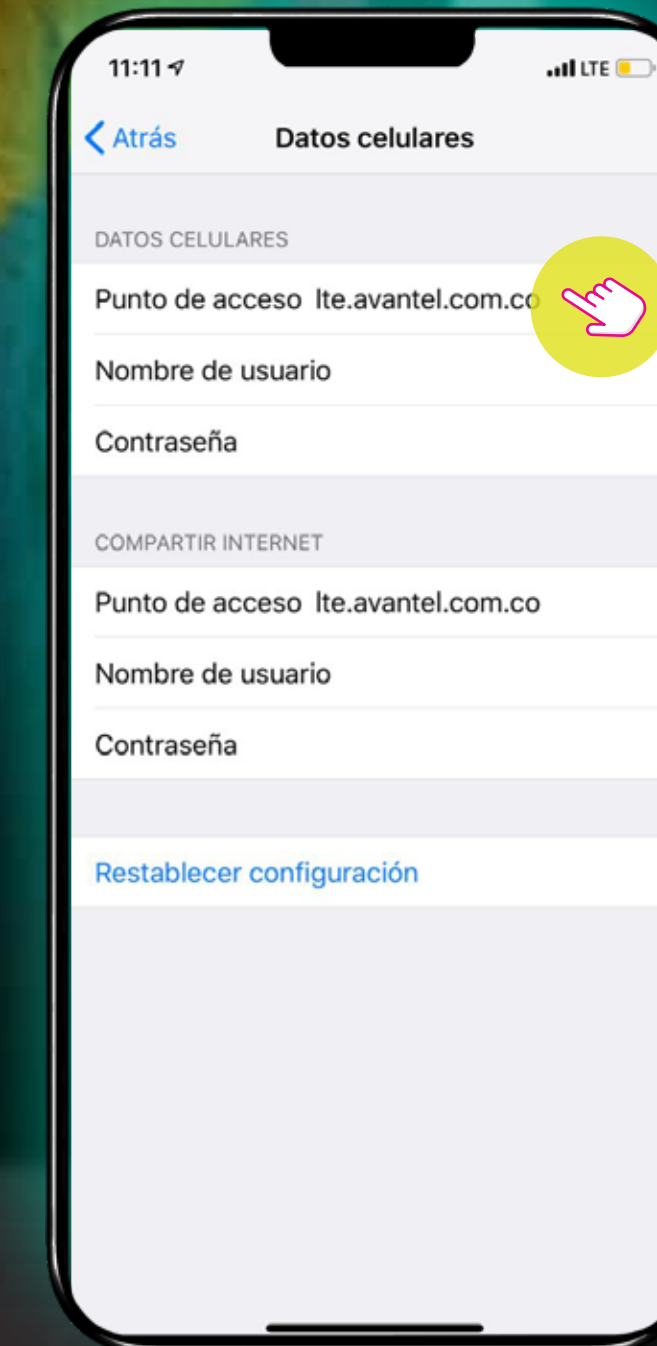 11:11 LTE
Atrás Datos celulares
DATOS CELULARES
Punto de acceso lte.avantel.com.co
Nombre de usuario
Contraseña
COMPARTIR INTERNET
Punto de acceso lte.avantel.com.co
Nombre de usuario
Contraseña
Restablecer configuración